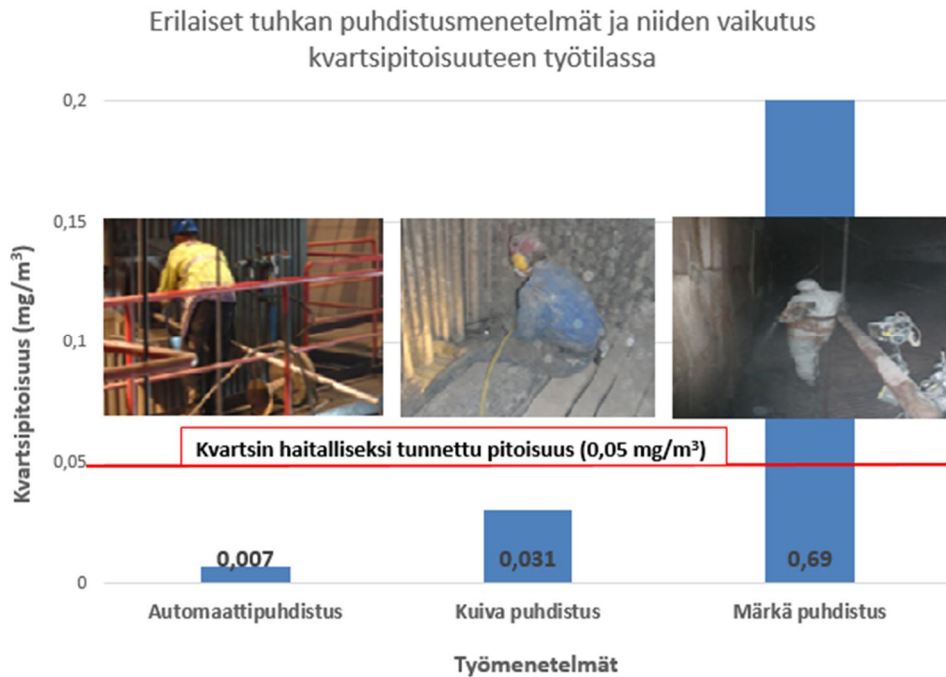 Erilaiset tuhkan puhdistusmenetelmät ja niiden vaikutus
kvartsipitoisuuteen työtilassa
Kvartsipitoisuus (mg/m³)
0,2
0,15
0,1
0,05
0
Kvartsin haitalliseksi tunnettu pitoisuus (0,05 mg/m³)
0,007
0,031
0,69
Automaattipuhdistus
Kuiva puhdistus
Märkä puhdistus
Työmenetelmät